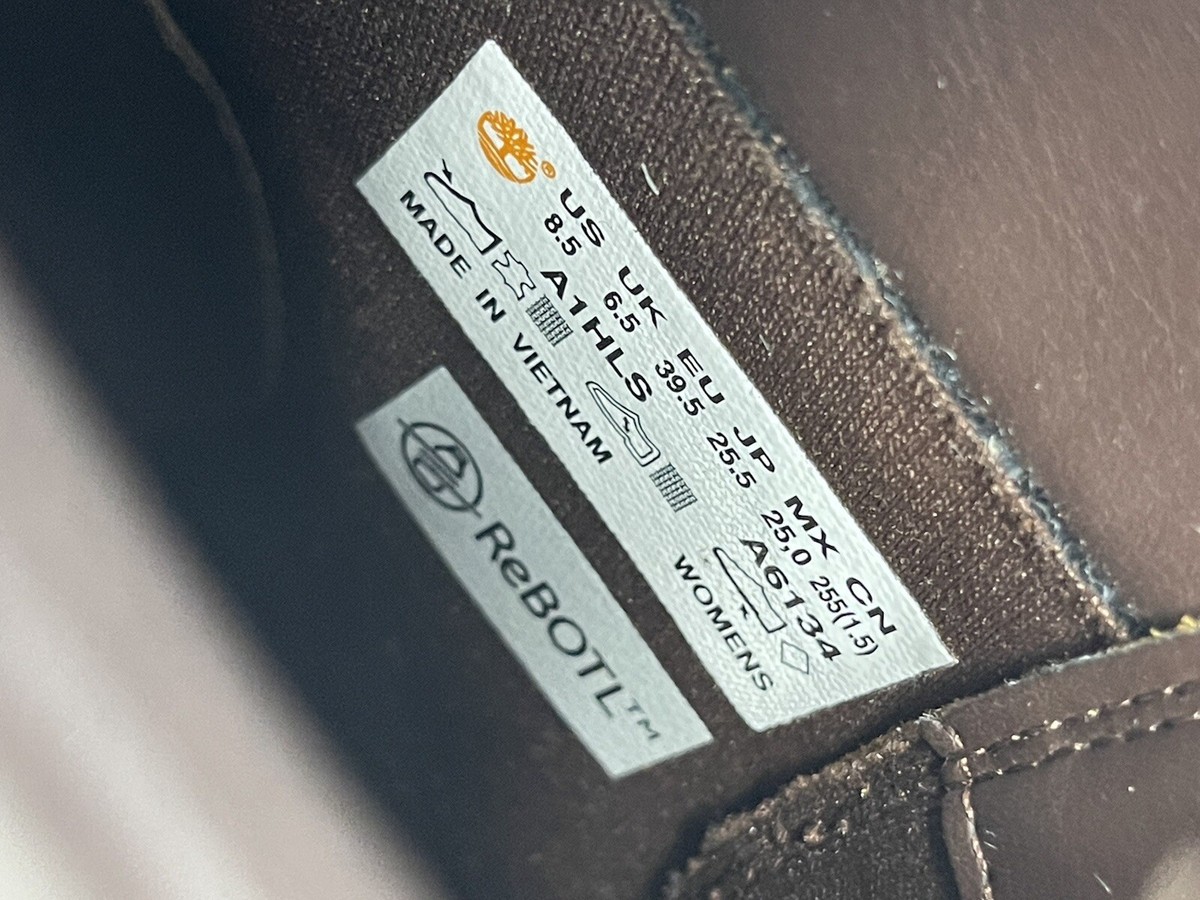 ®
US UK EU JP MX CN
8.5 6.5 39.5 25.5 25,0 255(1.5)
A1HLS A6134
MADE IN VIETNAM WOMENS
ReBOTL™